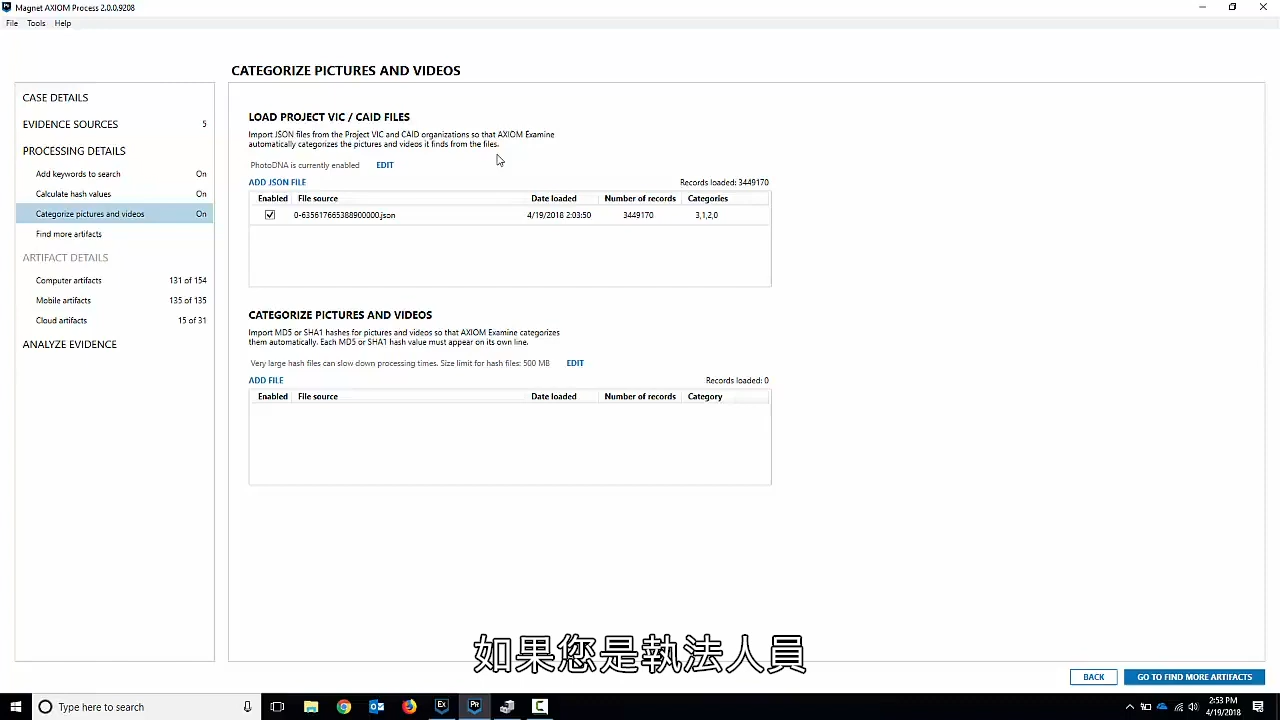 Magnet AXIOM Process 2.0.0.9208
File Tools Help
CATEGORIZE PICTURES AND VIDEOS
CASE DETAILS
EVIDENCE SOURCES 5
PROCESSING DETAILS
Add keywords to search On
Calculate hash values On
Categorize pictures and videos On
Find more artifacts
ARTIFACT DETAILS
Computer artifacts 131 of 154
Mobile artifacts 135 of 135
Cloud artifacts 15 of 31
ANALYZE EVIDENCE
LOAD PROJECT VIC / CAID FILES
Import JSON files from the Project VIC and CAID organizations so that AXIOM Examine
automatically categorizes the pictures and videos it finds from the files.
PhotoDNA is currently enabled EDIT
ADD JSON FILE Records loaded: 3449170
Enabled File source Date loaded Number of records Categories
0-635617665388900000.json 4/19/2018 2:03:50 3449170 3,1,2,0
CATEGORIZE PICTURES AND VIDEOS
Import MD5 or SHA1 hashes for pictures and videos so that AXIOM Examine categorizes
them automatically. Each MD5 or SHA1 hash value must appear on its own line.
Very large hash files can slow down processing times. Size limit for hash files: 500 MB EDIT
ADD FILE Records loaded: 0
Enabled File source Date loaded Number of records Category
如果您是執法人員
BACK GO TO FIND MORE ARTIFACTS
Type here to search
Ex
Pr
2:53 PM
4/19/2018